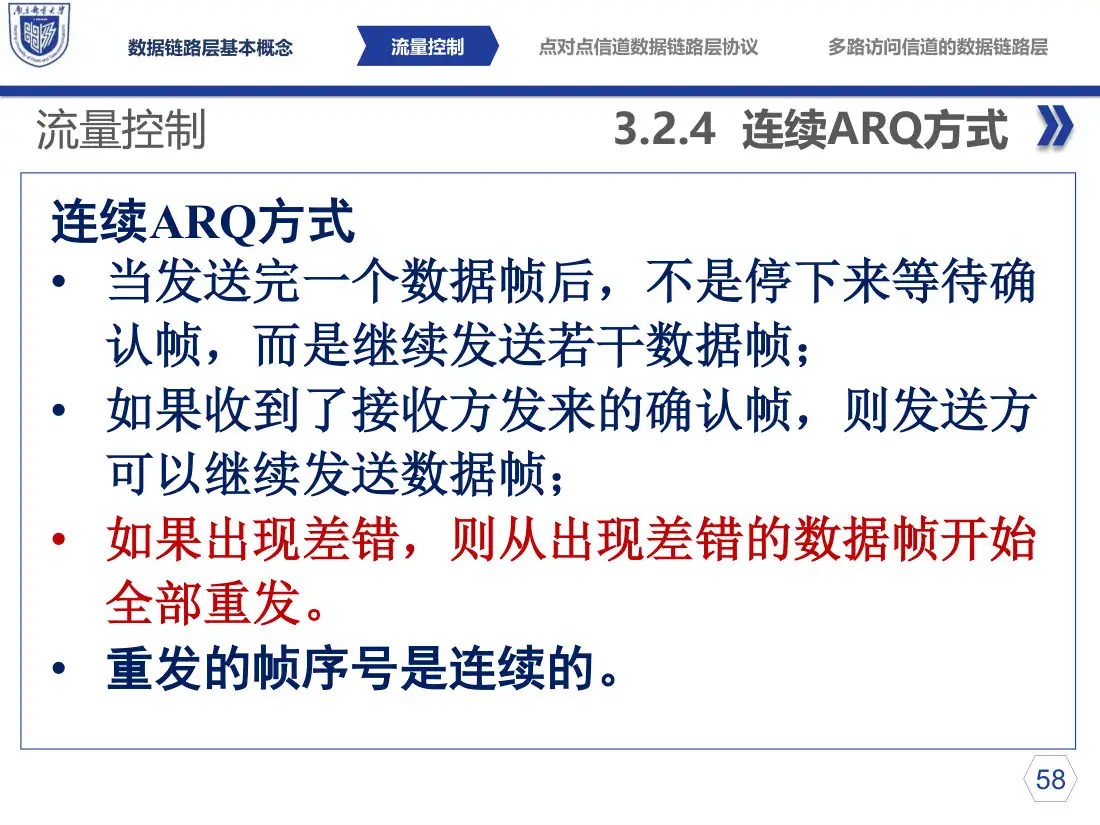 数据链路层基本概念
流量控制
点对点信道数据链路层协议
多路访问信道的数据链路层
流量控制
3.2.4 连续ARQ方式
连续ARQ方式
• 当发送完一个数据帧后，不是停下来等待确
认帧，而是继续发送若干数据帧；
• 如果收到了接收方发来的确认帧，则发送方
可以继续发送数据帧；
• 如果出现差错，则从出现差错的数据帧开始
全部重发。
• 重发的帧序号是连续的。
58